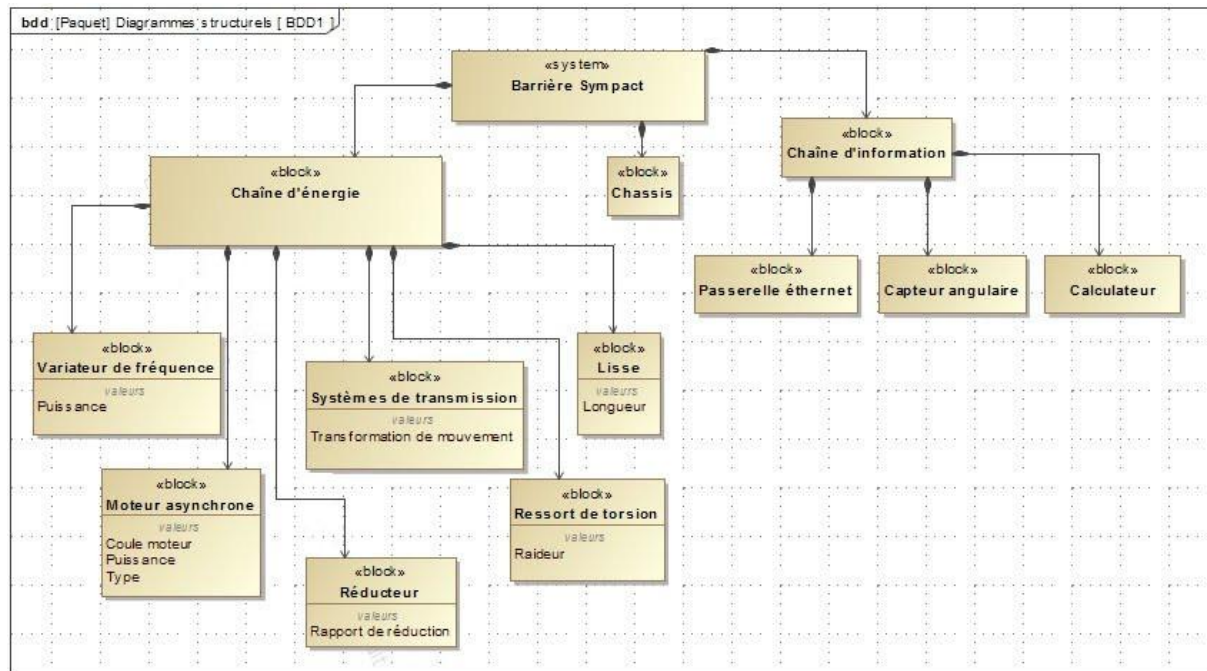 bdd [Paquet] Diagrammes structurels [ BDD1 ]
«system»
Barrière Sympact
«block»
Chaîne d'information
«block»
Chaîne d'énergie
«block»
Chassis
«block»
Passerelle éthernet
«block»
Capteur angulaire
«block»
Calculateur
«block»
Variateur de fréquence
valeurs
Puissance
«block»
Systèmes de transmission
valeurs
Transformation de mouvement
«block»
Lisse
valeurs
Longueur
«block»
Moteur asynchrone
valeurs
Coule moteur
Puissance
Type
«block»
Ressort de torsion
valeurs
Raideur
«block»
Réducteur
valeurs
Rapport de réduction